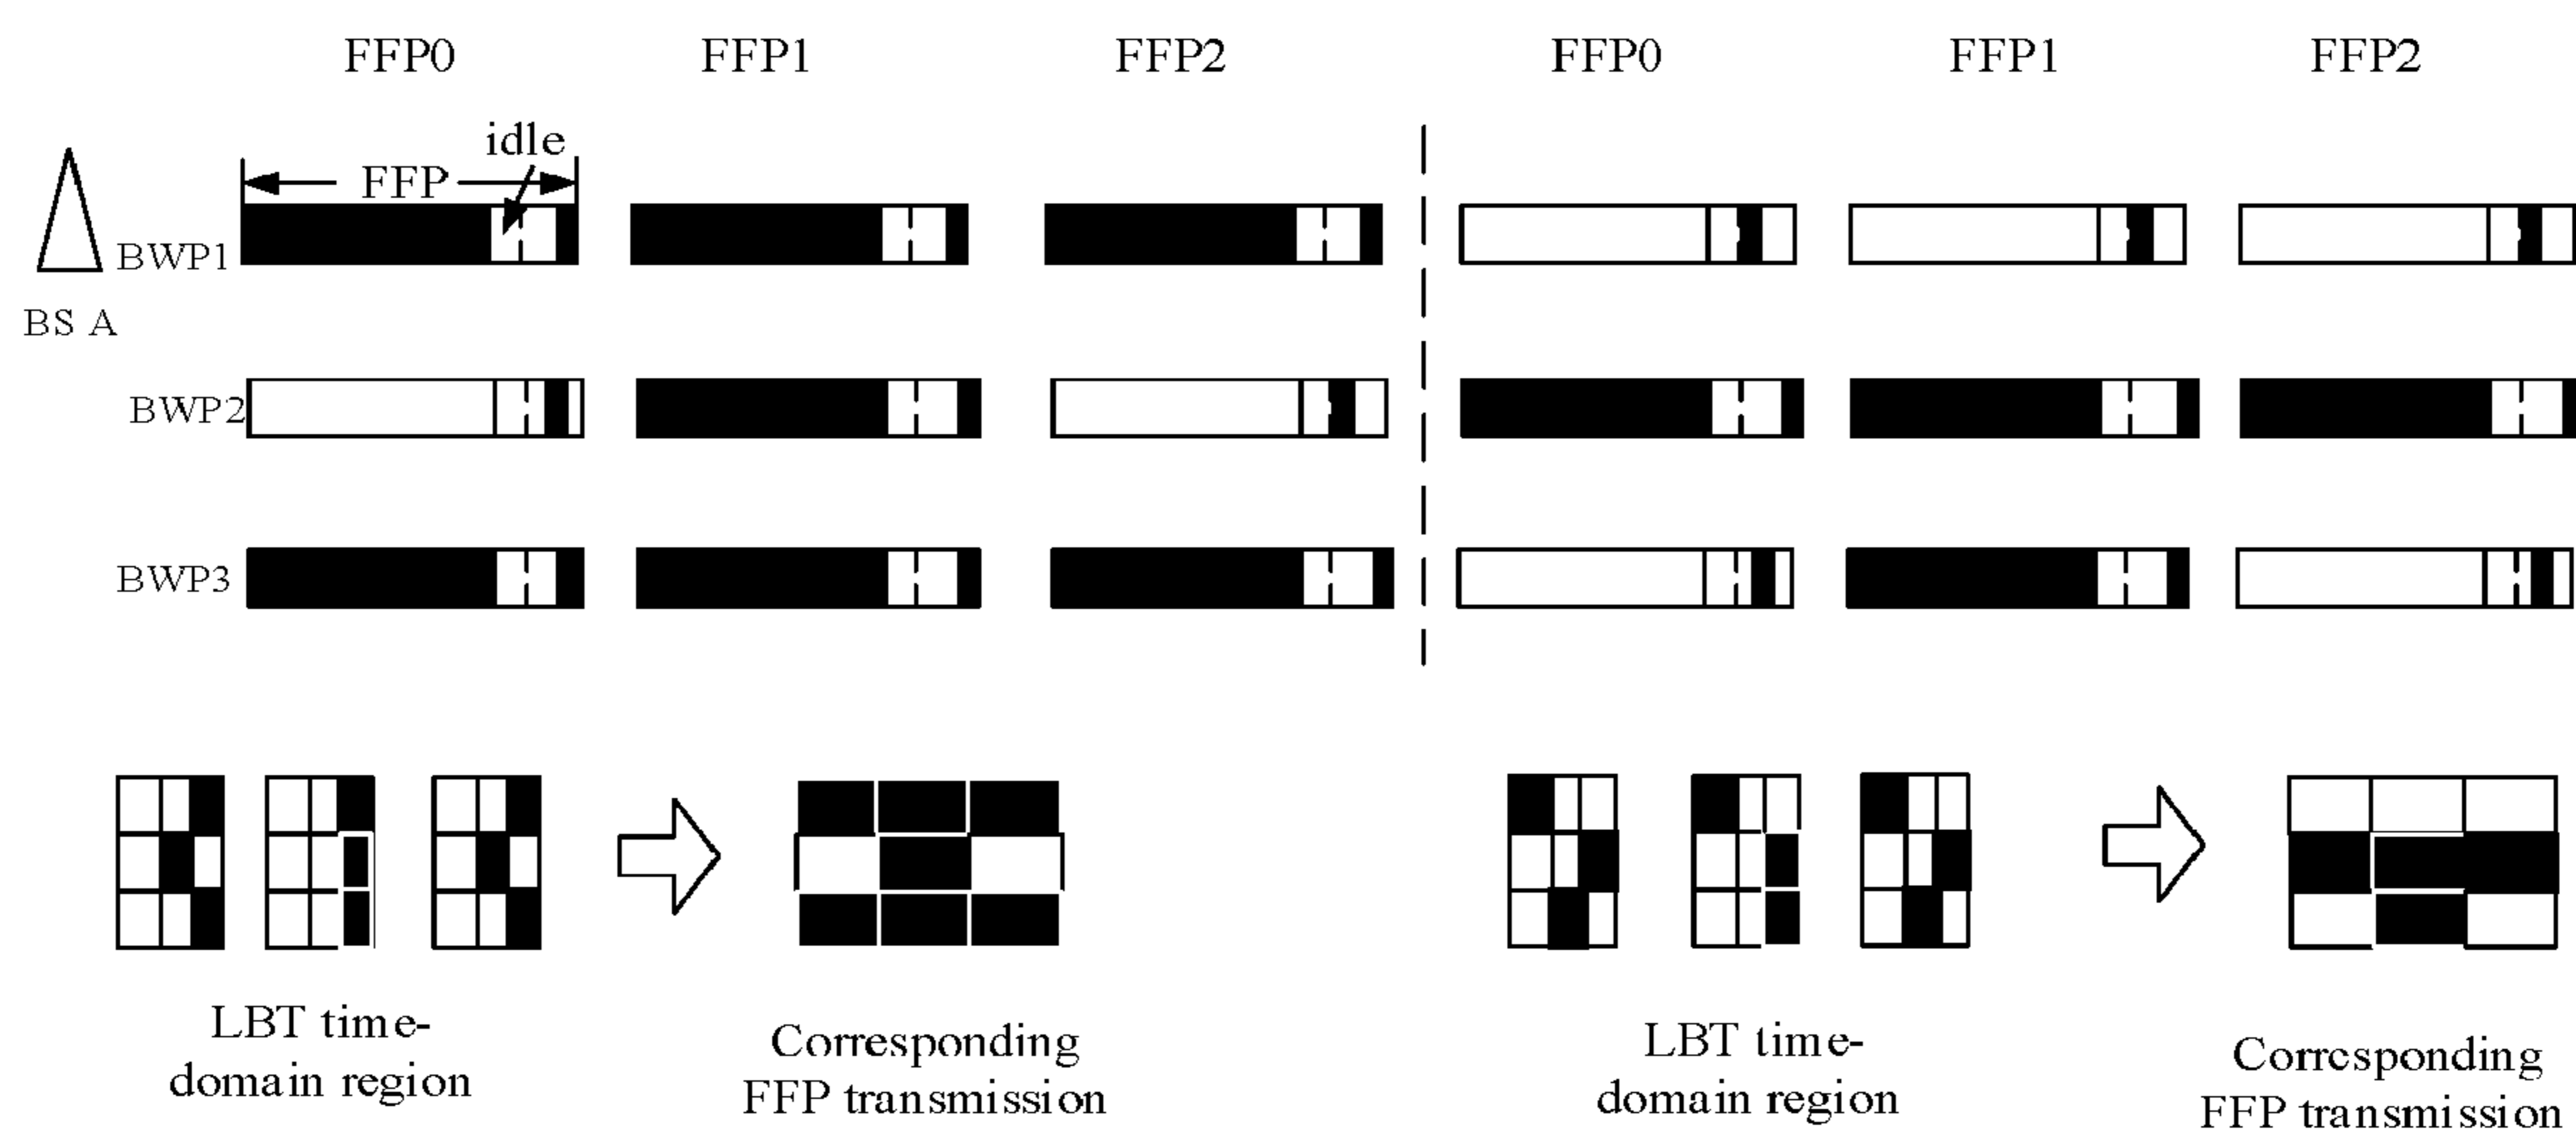 FFP0 FFP1 FFP2 FFP0 FFP1 FFP2
idle
FFP
BWP1
BS A
BWP2
BWP3
LBT time-
domain region
Corresponding
FFP transmission
LBT time-
domain region
Corresponding
FFP transmission